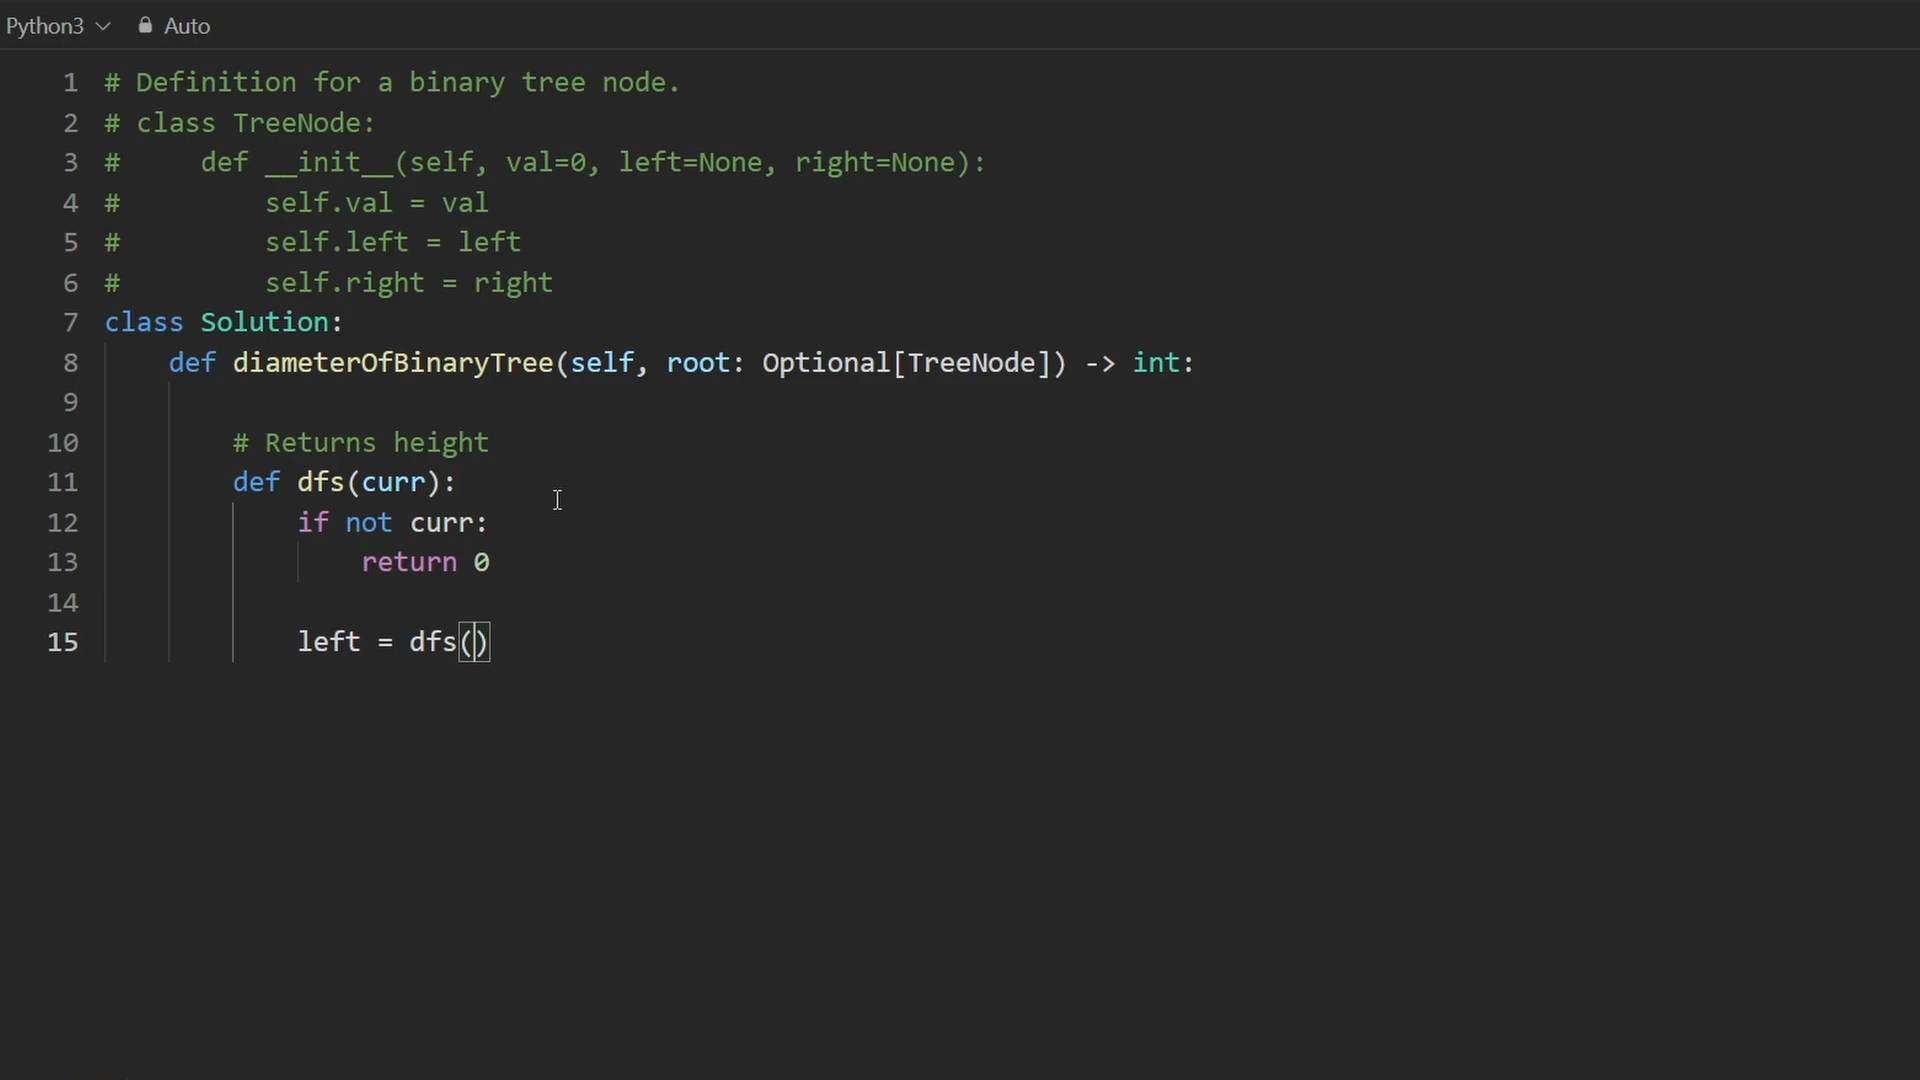 Python3 Auto
1 # Definition for a binary tree node.
2 # class TreeNode:
3 #     def __init__(self, val=0, left=None, right=None):
4 #         self.val = val
5 #         self.left = left
6 #         self.right = right
7 class Solution:
8     def diameterOfBinaryTree(self, root: Optional[TreeNode]) -> int:
9
10         # Returns height
11         def dfs(curr):
12             if not curr:
13                 return 0
14
15             left = dfs()